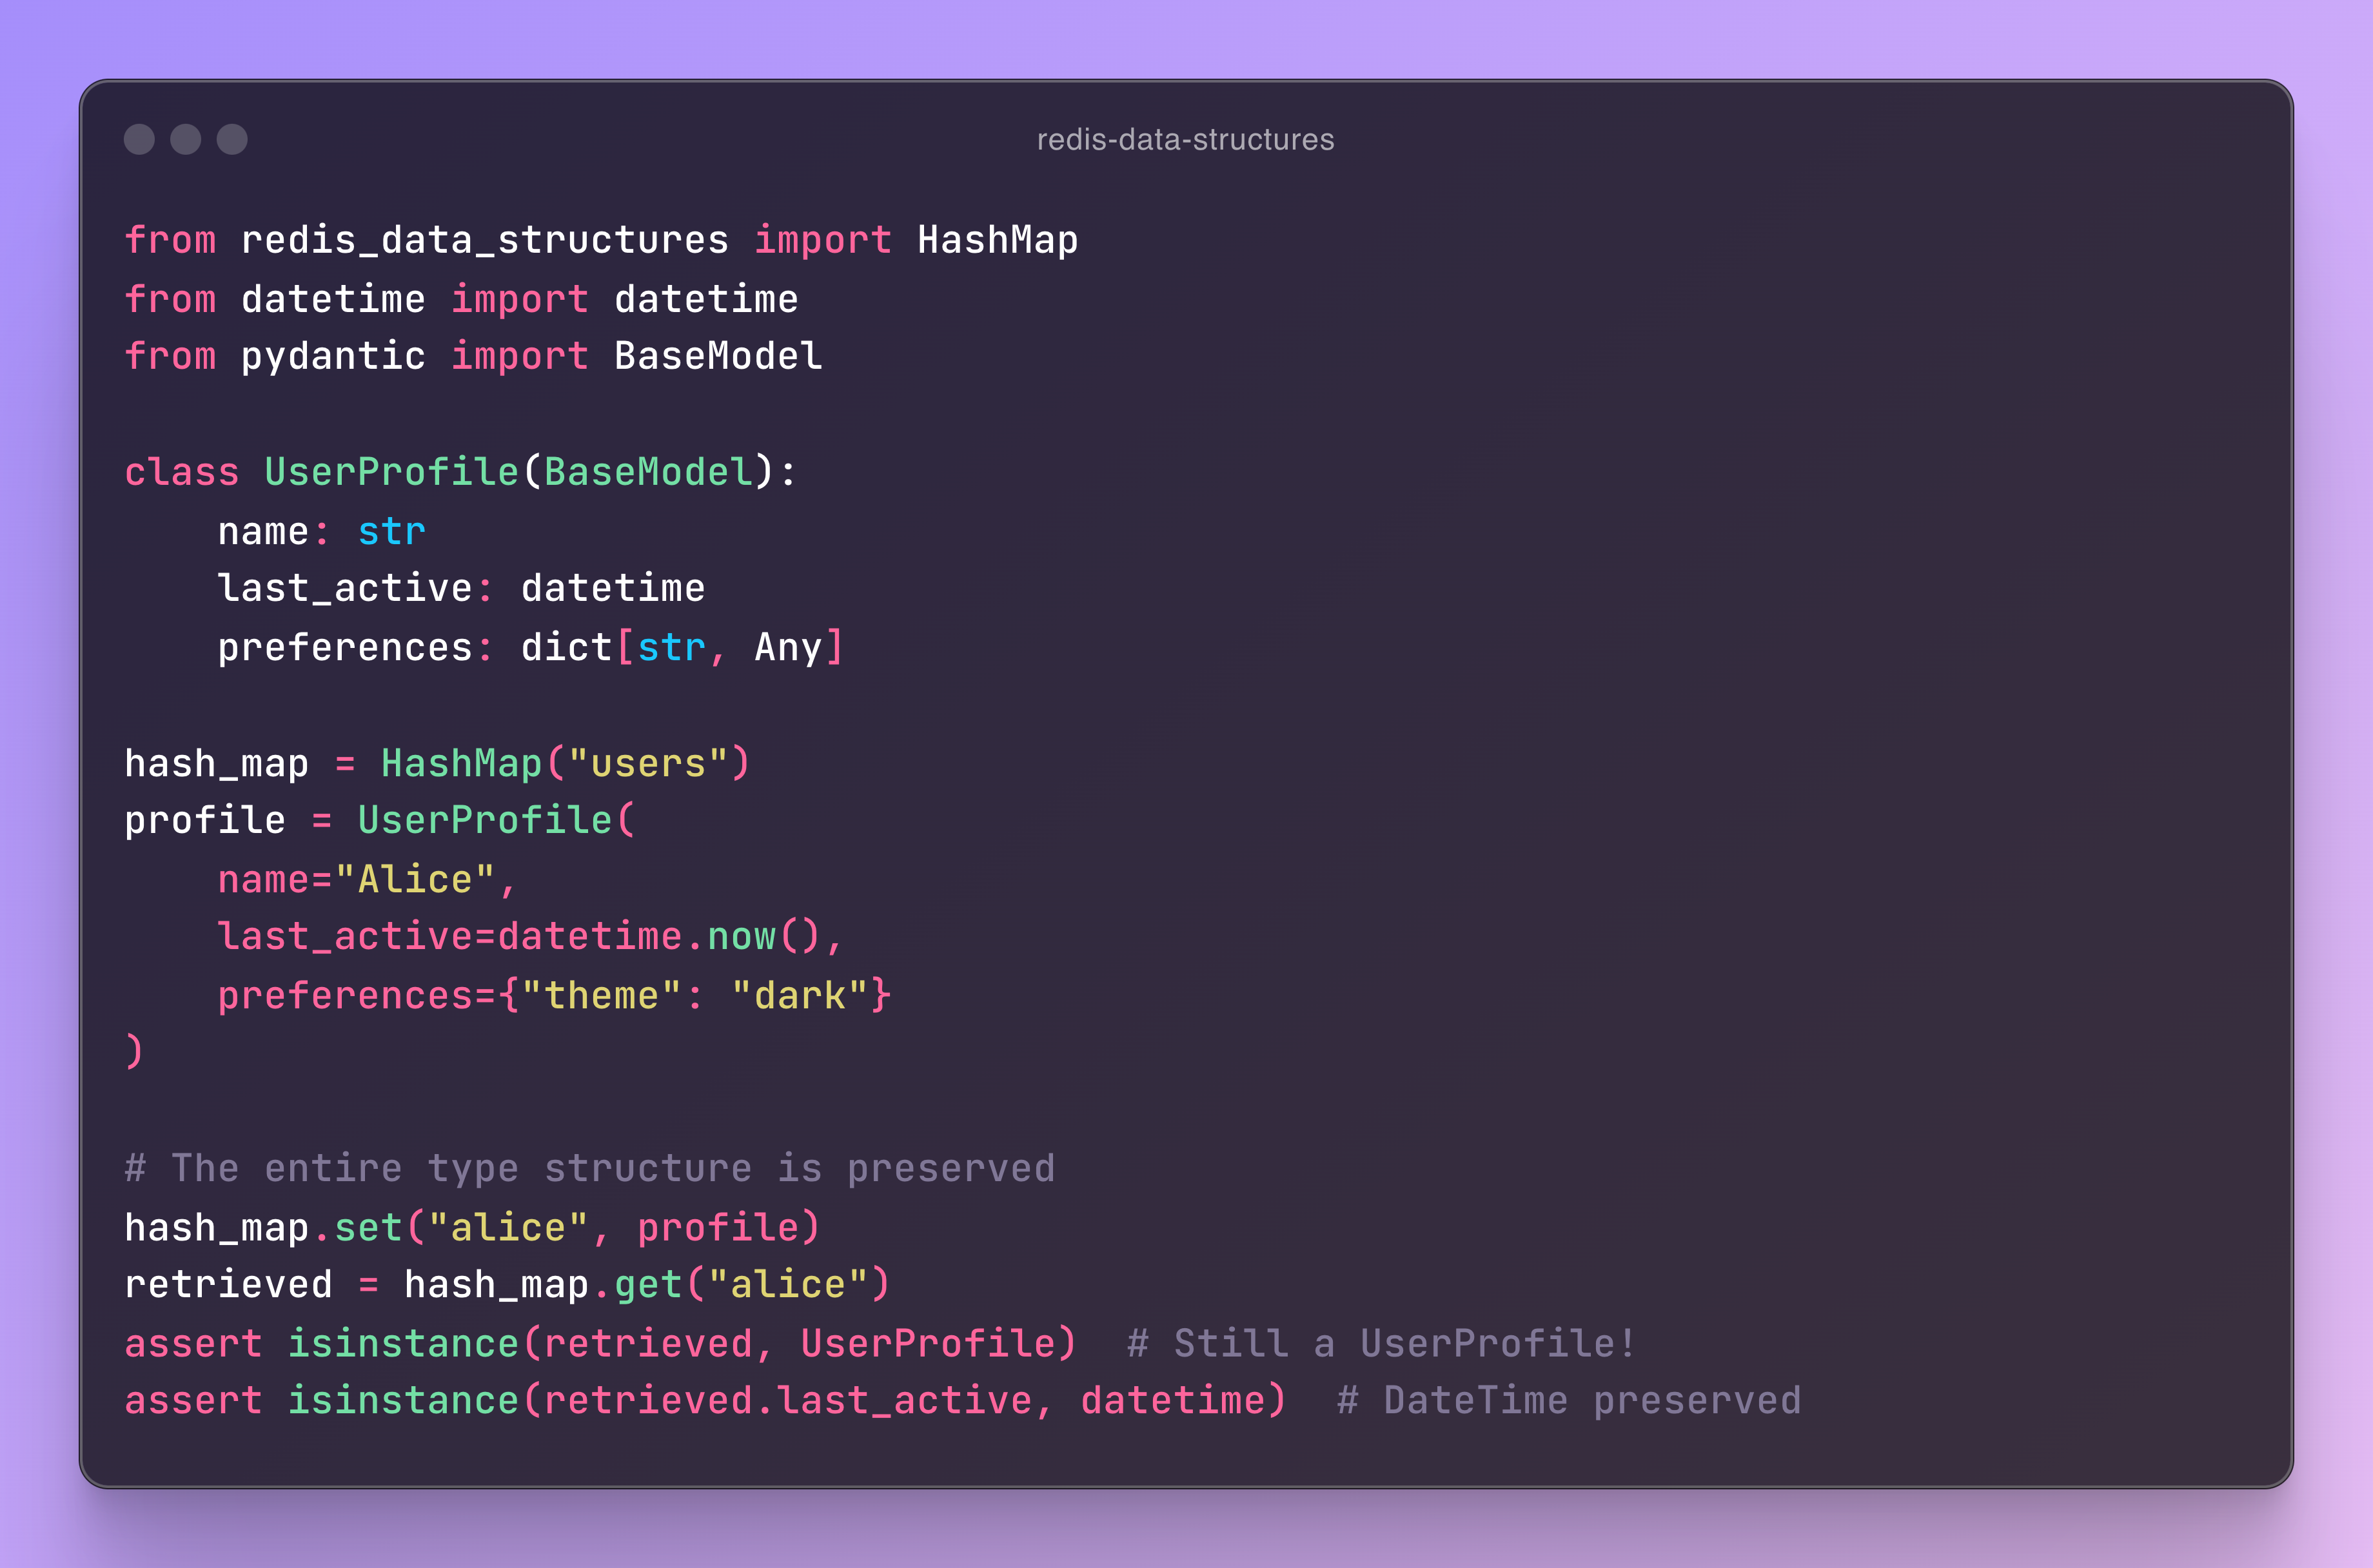 redis-data-structures
from redis_data_structures import HashMap
from datetime import datetime
from pydantic import BaseModel
class UserProfile(BaseModel):
    name: str
    last_active: datetime
    preferences: dict[str, Any]
hash_map = HashMap("users")
profile = UserProfile(
    name="Alice",
    last_active=datetime.now(),
    preferences={"theme": "dark"}
)
# The entire type structure is preserved
hash_map.set("alice", profile)
retrieved = hash_map.get("alice")
assert isinstance(retrieved, UserProfile)  # Still a UserProfile!
assert isinstance(retrieved.last_active, datetime)  # DateTime preserved